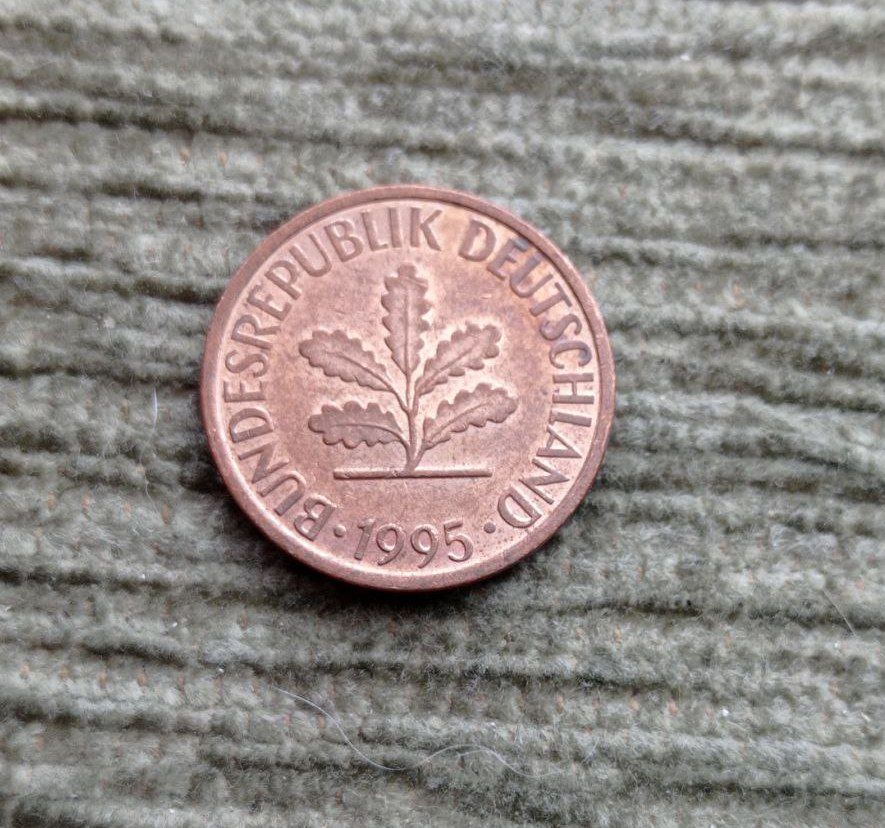 BUNDESREPUBLIK DEUTSCHLAND
· 1995 ·